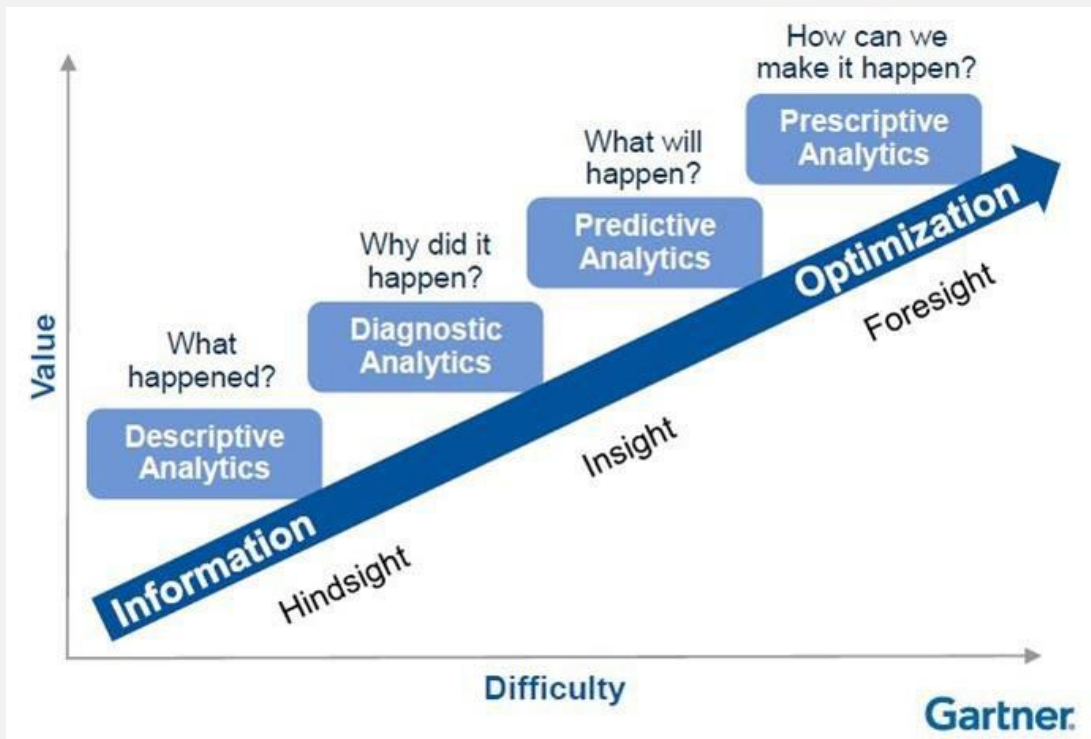 How can we
make it happen?
Prescriptive
Analytics
What will
happen?
Predictive
Analytics
Why did it
happen?
Diagnostic
Analytics
What
happened?
Descriptive
Analytics
Value
Information
Optimization
Hindsight
Insight
Foresight
Difficulty
Gartner.